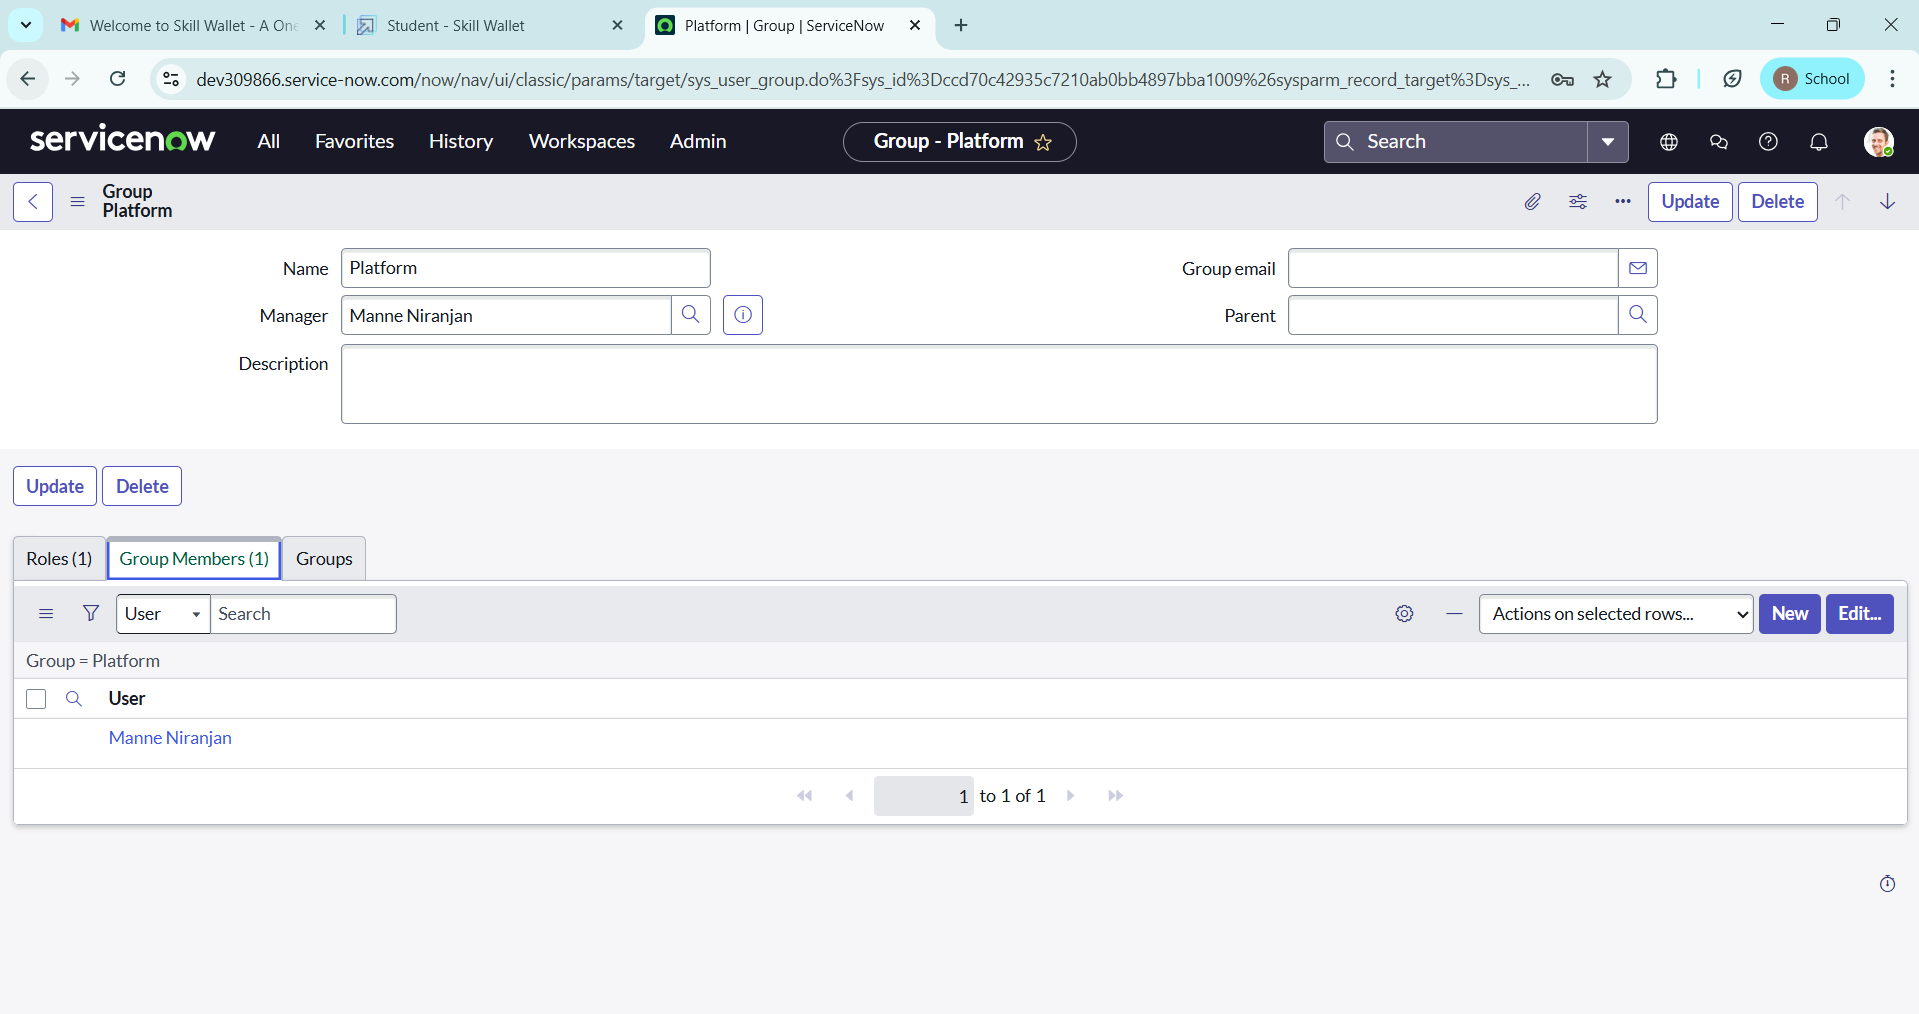 Welcome to Skill Wallet - A One
Student - Skill Wallet
Platform | Group | ServiceNow
dev309866.service-now.com/now/nav/ui/classic/params/target/sys_user_group.do%3Fsys_id%3Dccd70c42935c7210ab0bb4897bba1009%26sysparm_record_target%3Dsys_...
R School
servicenow All Favorites History Workspaces Admin Group - Platform Search
Group
Platform
Update Delete
Name Platform Group email
Manager Manne Niranjan Parent
Description
Update Delete
Roles (1) Group Members (1) Groups
User Search Actions on selected rows... New Edit...
Group = Platform
User
Manne Niranjan
1 to 1 of 1